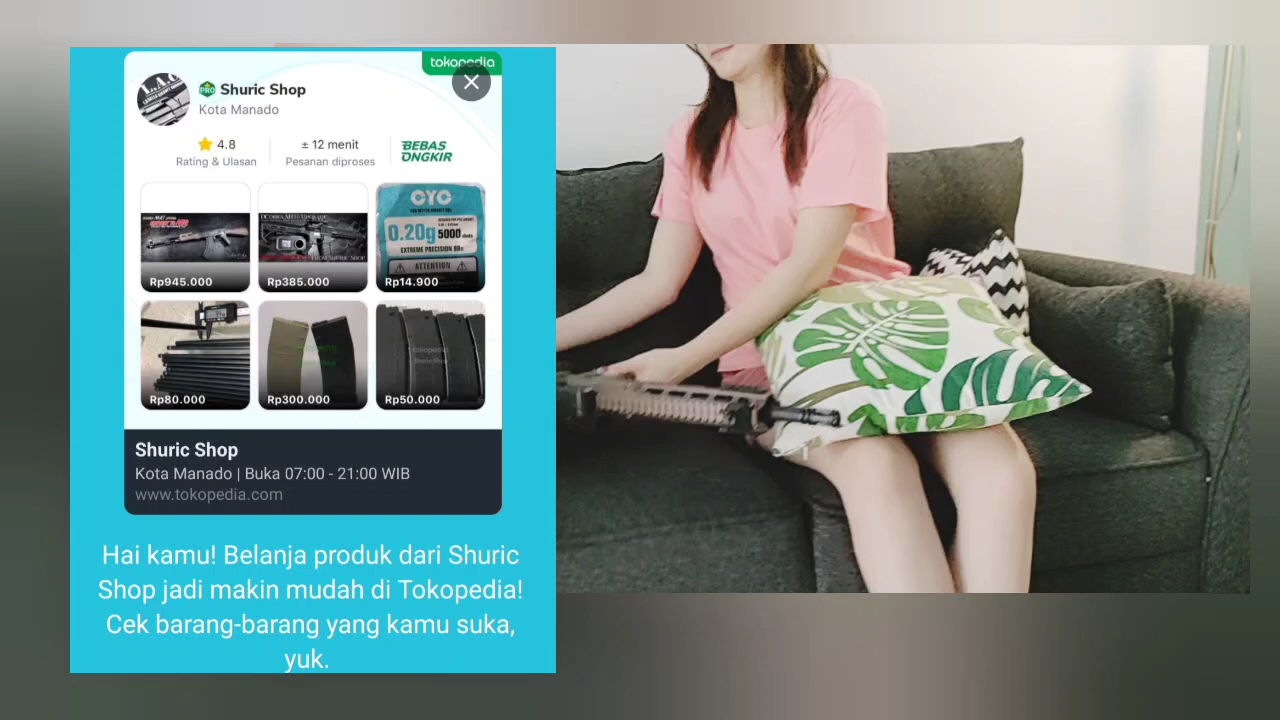 tokopedia
PRO Shuric Shop
Kota Manado
4.8
Rating & Ulasan
± 12 menit
Pesanan diproses
BEBAS
ONGKIR
Rp945.000
Rp385.000
CYC
0.20g 5000
EXTREME PRECISION BBs
ATTENTION
Rp14.900
Rp80.000
Rp300.000
tokopedia
Rp50.000
Shuric Shop
Kota Manado | Buka 07:00 - 21:00 WIB
www.tokopedia.com
Hai kamu! Belanja produk dari Shuric
Shop jadi makin mudah di Tokopedia!
Cek barang-barang yang kamu suka,
yuk.